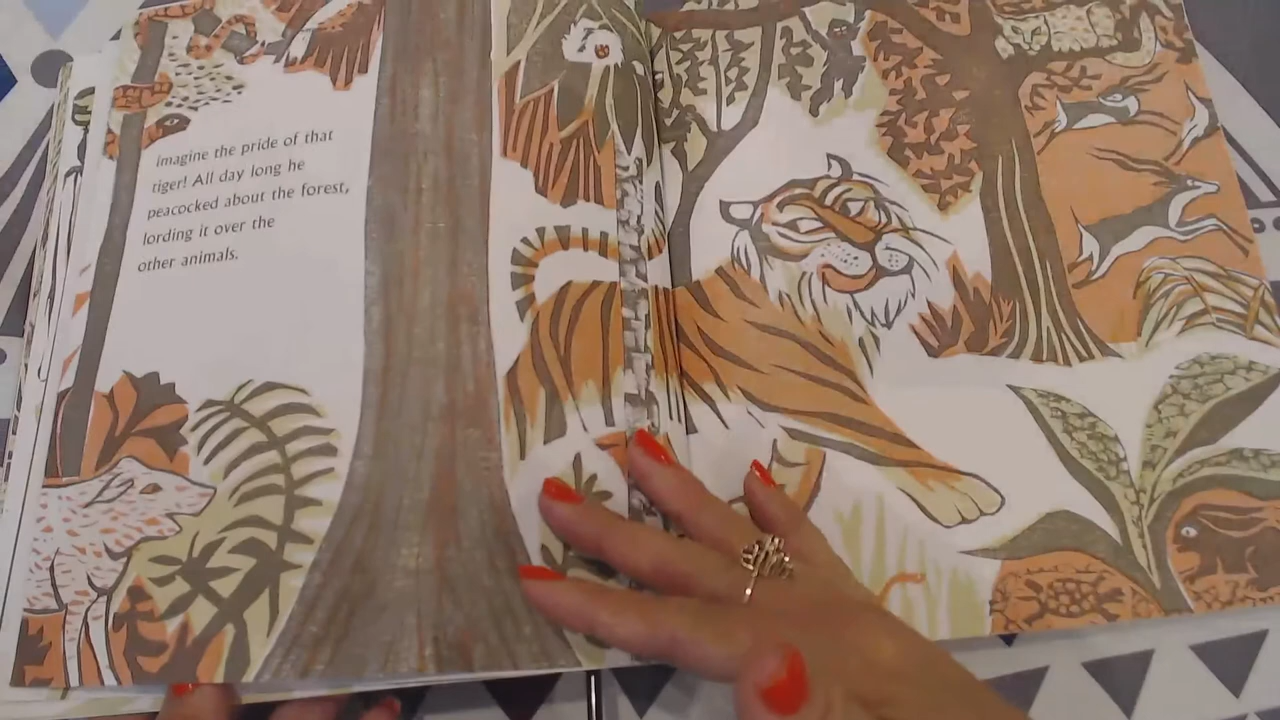 imagine the pride of that
tiger! All day long he
peacocked about the forest,
lording it over the
other animals.